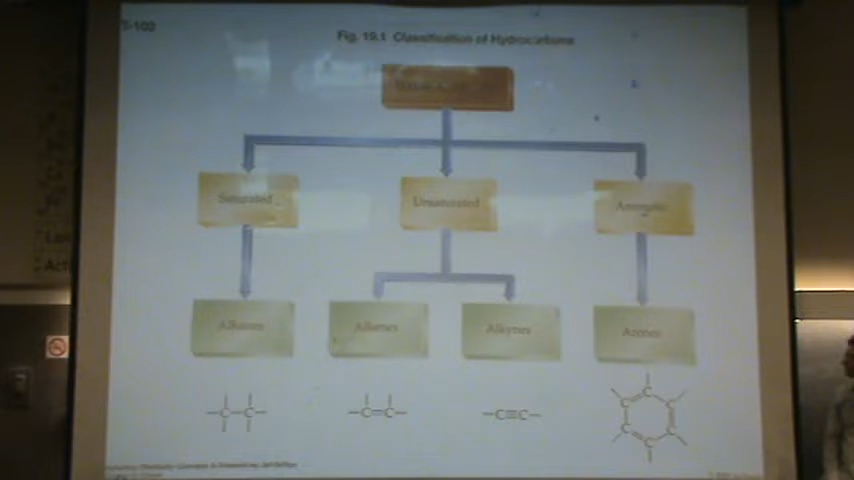 T-102
Fig. 19.1 Classification of Hydrocarbons
Saturated
Unsaturated
Aromatic
Alkanes
Alkenes
Alkynes
Arenes
C C
C=C
C≡C
C
C
C
C
C
C